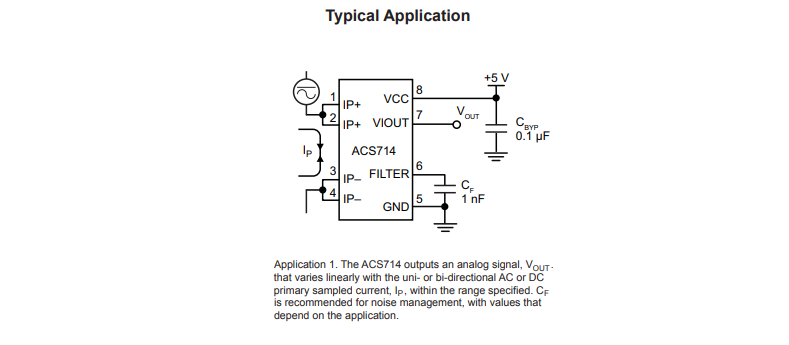 Typical Application
+5 V
1
IP+
VCC
8
2
IP+
VIOUT
7
VOUT
CBYP
0.1 µF
IP
ACS714
3
IP–
FILTER
6
4
IP–
CF
1 nF
GND
5
Application 1. The ACS714 outputs an analog signal, VOUT.
that varies linearly with the uni- or bi-directional AC or DC
primary sampled current, IP, within the range specified. CF
is recommended for noise management, with values that
depend on the application.